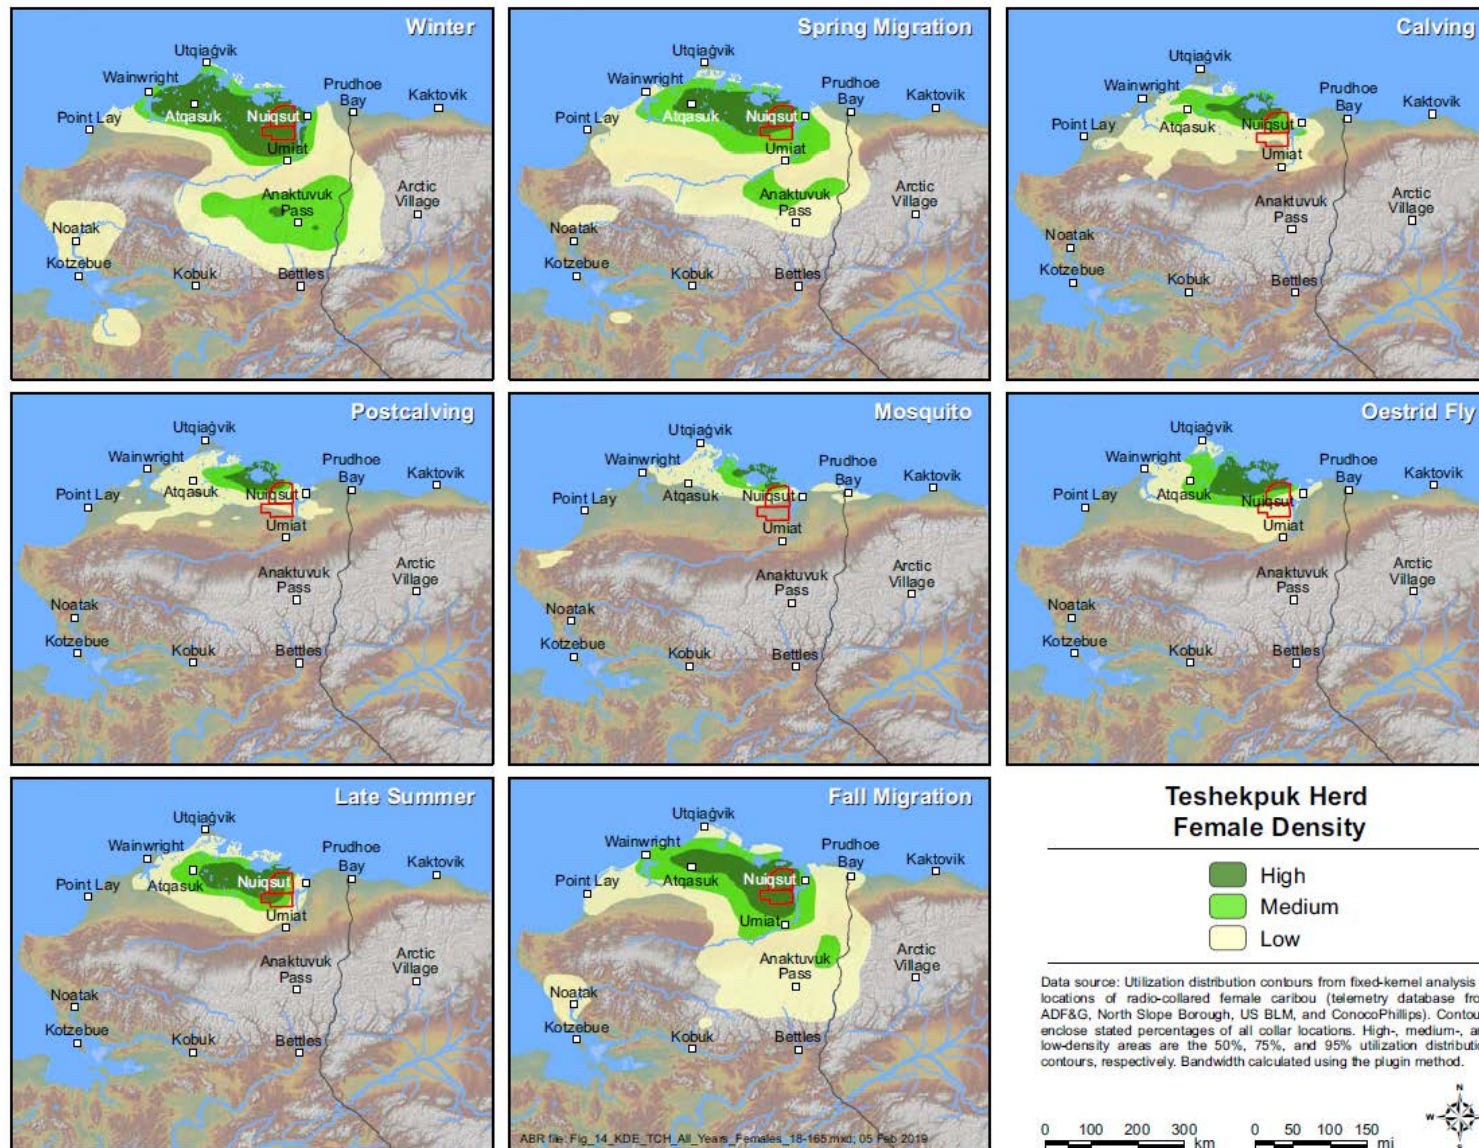 Winter
Utqiaġvik
Wainwright
Prudhoe
Bay
Kaktovik
Point Lay
Atqasuk
Nuiqsut
Umiat
Anaktuvuk
Pass
Arctic
Village
Noatak
Kotzebue
Kobuk
Bettles
Spring Migration
Utqiaġvik
Wainwright
Prudhoe
Bay
Kaktovik
Point Lay
Atqasuk
Nuiqsut
Umiat
Anaktuvuk
Pass
Arctic
Village
Noatak
Kotzebue
Kobuk
Bettles
Calving
Utqiaġvik
Wainwright
Prudhoe
Bay
Kaktovik
Point Lay
Atqasuk
Nuiqsut
Umiat
Anaktuvuk
Pass
Arctic
Village
Noatak
Kotzebue
Kobuk
Bettles
Postcalving
Utqiaġvik
Wainwright
Prudhoe
Bay
Kaktovik
Point Lay
Atqasuk
Nuiqsut
Umiat
Anaktuvuk
Pass
Arctic
Village
Noatak
Kotzebue
Kobuk
Bettles
Mosquito
Utqiaġvik
Wainwright
Prudhoe
Bay
Kaktovik
Point Lay
Atqasuk
Nuiqsut
Umiat
Anaktuvuk
Pass
Arctic
Village
Noatak
Kotzebue
Kobuk
Bettles
Oestrid Fly
Utqiaġvik
Wainwright
Prudhoe
Bay
Kaktovik
Point Lay
Atqasuk
Nuiqsut
Umiat
Anaktuvuk
Pass
Arctic
Village
Noatak
Kotzebue
Kobuk
Bettles
Late Summer
Utqiaġvik
Wainwright
Prudhoe
Bay
Kaktovik
Point Lay
Atqasuk
Nuiqsut
Umiat
Anaktuvuk
Pass
Arctic
Village
Noatak
Kotzebue
Kobuk
Bettles
Fall Migration
Utqiaġvik
Wainwright
Prudhoe
Bay
Kaktovik
Point Lay
Atqasuk
Nuiqsut
Umiat
Anaktuvuk
Pass
Arctic
Village
Noatak
Kotzebue
Kobuk
Bettles
ABR file: Fig_14_KDE_TCH_All_Years_Females_18-165.mxd; 05 Feb 2019
Teshekpuk Herd
Female Density
High
Medium
Low
Data source: Utilization distribution contours from fixed-kernel analysis
locations of radio-collared female caribou (telemetry database fro
ADF&G, North Slope Borough, US BLM, and ConocoPhillips). Contou
enclose stated percentages of all collar locations. High-, medium-, an
low-density areas are the 50%, 75%, and 95% utilization distributio
contours, respectively. Bandwidth calculated using the plugin method.
0 100 200 300
km
0 50 100 150
mi
N
W